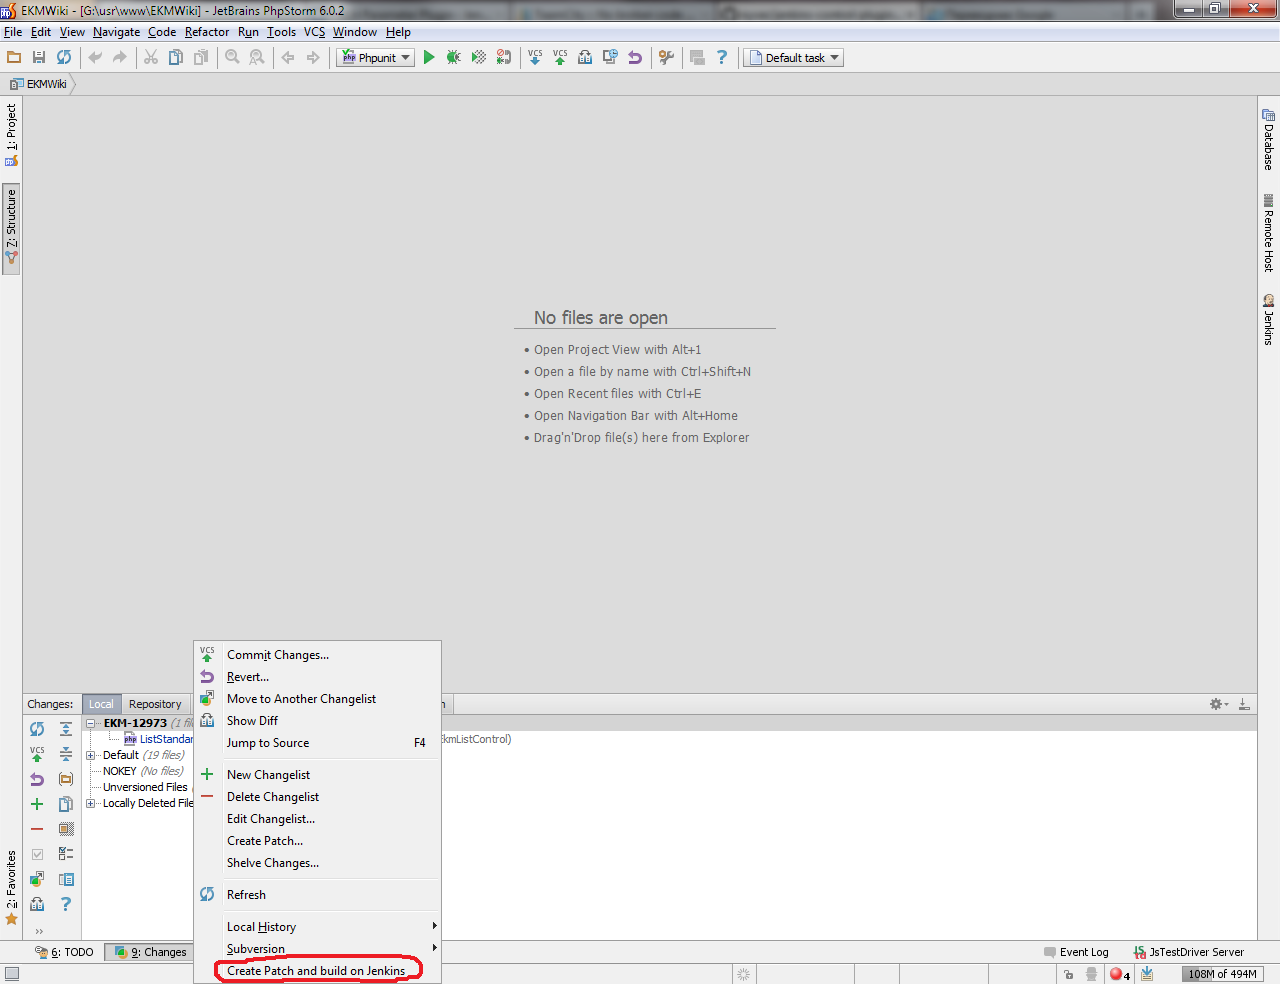 EKMWiki - [G:\usr\www\EKMWiki] - JetBrains PhpStorm 6.0.2
File Edit View Navigate Code Refactor Run Tools VCS Window Help
Phpunit
VCS VCS
Default task
EKMWiki
1: Project
Z: Structure
2: Favorites
Database
Remote Host
Jenkins
No files are open
• Open Project View with Alt+1
• Open a file by name with Ctrl+Shift+N
• Open Recent files with Ctrl+E
• Open Navigation Bar with Alt+Home
• Drag'n'Drop file(s) here from Explorer
VCS Commit Changes...
Revert...
Move to Another Changelist
Show Diff
Jump to Source F4
New Changelist
Delete Changelist
Edit Changelist...
Create Patch...
Shelve Changes...
Refresh
Local History
Subversion
Create Patch and build on Jenkins
Changes: Local Repository
VCS
EKM-12973 (1
php ListStandar EkmListControl)
Default (19 files)
NOKEY (No files)
Unversioned Files
Locally Deleted File
6: TODO 9: Changes Event Log JsTestDriver Server
4 108M of 494M